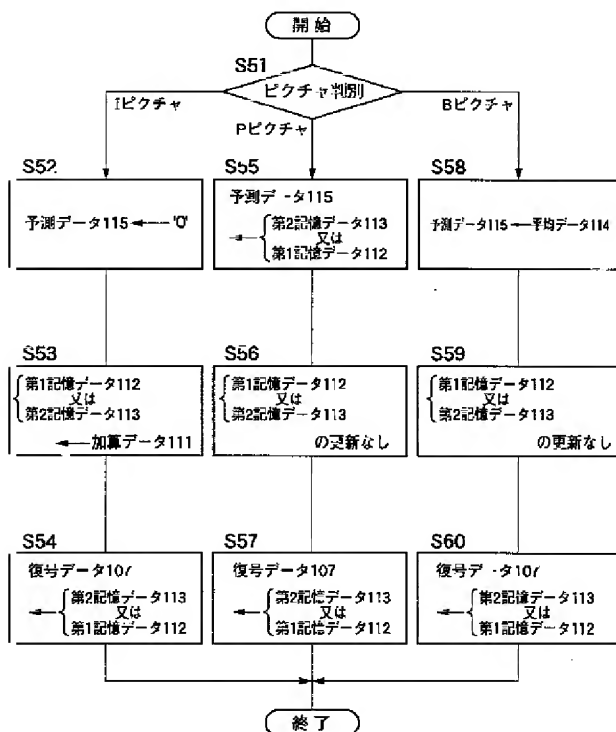 開始
S51
ピクチャ判別
Iピクチャ
Pピクチャ
Bピクチャ
S52
予測データ115 ← '0'
S53
第1記憶データ112
又は
第2記憶データ113
← 加算データ111
S54
復号データ107
← 第2記憶データ113
又は
第1記憶データ112
S55
予測データ115
← 第2記憶データ113
又は
第1記憶データ112
S56
第1記憶データ112
又は
第2記憶データ113
の更新なし
S57
復号データ107
← 第2記憶データ113
又は
第1記憶データ112
S58
予測データ115 ← 平均データ114
S59
第1記憶データ112
又は
第2記憶データ113
の更新なし
S60
復号データ107
← 第2記憶データ113
又は
第1記憶データ112
終了